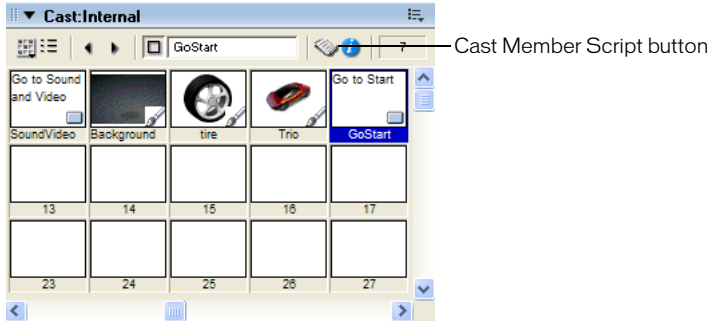 Cast:Internal
GoStart
7
Cast Member Script button
Go to Sound
and Video
Go to Start
SoundVideo Background tire Trio GoStart
13 14 15 16 17
23 24 25 26 27